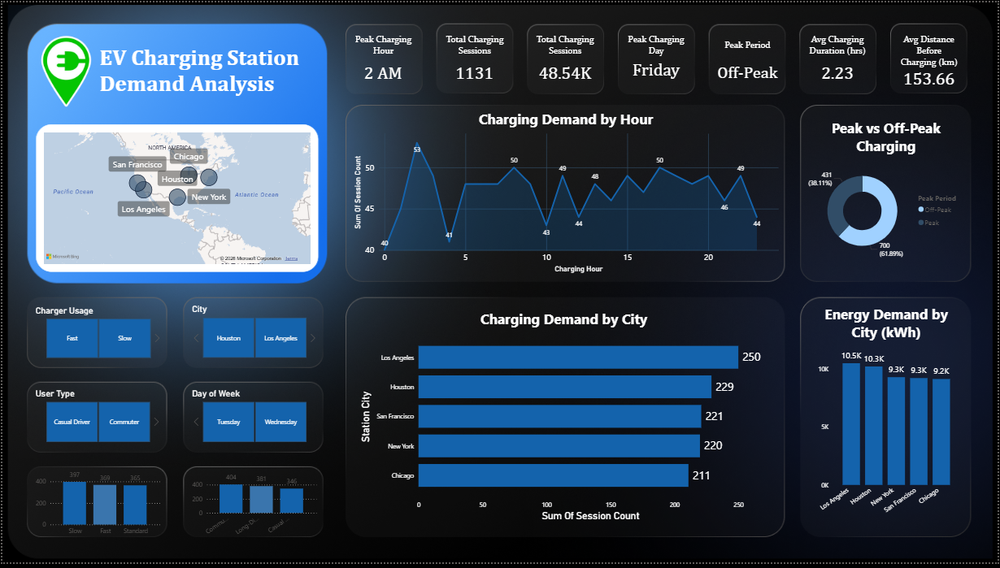 EV Charging Station
Demand Analysis
NORTH AMERICA
Chicago
San Francisco
Houston
New York
Los Angeles
Pacific Ocean
Atlantic Ocean
Microsoft Bing
© 2026 Microsoft Corporation Terms
Peak Charging
Hour
2 AM
Total Charging
Sessions
1131
Total Charging
Sessions
48.54K
Peak Charging
Day
Friday
Peak Period
Off-Peak
Avg Charging
Duration (hrs)
2.23
Avg Distance
Before
Charging (km)
153.66
Charging Demand by Hour
Sum Of Session Count
50
45
40
40
53
41
50
43
49
44
48
50
46
49
44
0
5
10
15
20
Charging Hour
Peak vs Off-Peak
Charging
431
(38.11%)
700
(61.89%)
Peak Period
Off-Peak
Peak
Charger Usage
Fast
Slow
City
Houston
Los Angeles
User Type
Casual Driver
Commuter
Day of Week
Tuesday
Wednesday
400
200
0
397
369
365
Slow
Fast
Standard
400
200
0
404
381
346
Commu...
Long-Di...
Casual ...
Charging Demand by City
Station City
Los Angeles
250
Houston
229
San Francisco
221
New York
220
Chicago
211
0
50
100
150
200
250
Sum Of Session Count
Energy Demand by
City (kWh)
10K
5K
0K
10.5K
10.3K
9.3K
9.3K
9.2K
Los Angeles
Houston
New York
San Francisco
Chicago